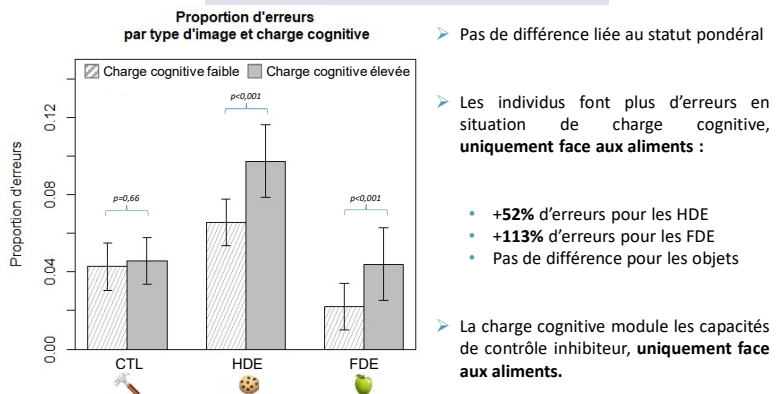 Proportion d'erreurs
par type d'image et charge cognitive
Charge cognitive faible
Charge cognitive élevée
Proportion d'erreurs
0.00
0.04
0.08
0.12
p=0,66
p<0,001
p<0,001
CTL
HDE
FDE
Pas de différence liée au statut pondéral
Les individus font plus d’erreurs en
situation de charge cognitive,
uniquement face aux aliments :
+52% d’erreurs pour les HDE
+113% d’erreurs pour les FDE
Pas de différence pour les objets
La charge cognitive module les capacités
de contrôle inhibiteur, uniquement face
aux aliments.